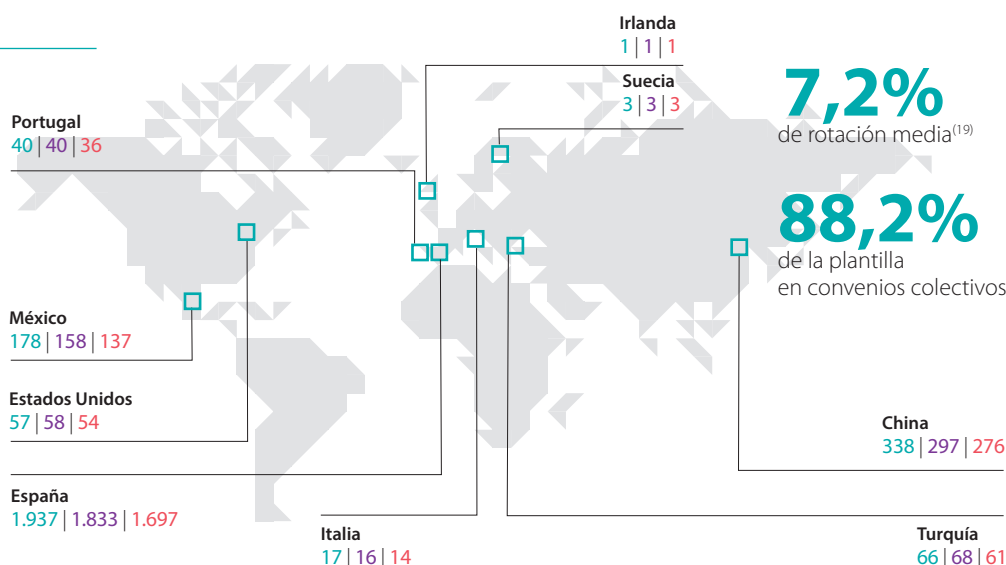 Irlanda
1 | 1 | 1
Suecia
3 | 3 | 3
7,2%
de rotación media(19)
Portugal
40 | 40 | 36
88,2%
de la plantilla
en convenios colectivos
México
178 | 158 | 137
Estados Unidos
57 | 58 | 54
China
338 | 297 | 276
España
1.937 | 1.833 | 1.697
Italia
17 | 16 | 14
Turquía
66 | 68 | 61